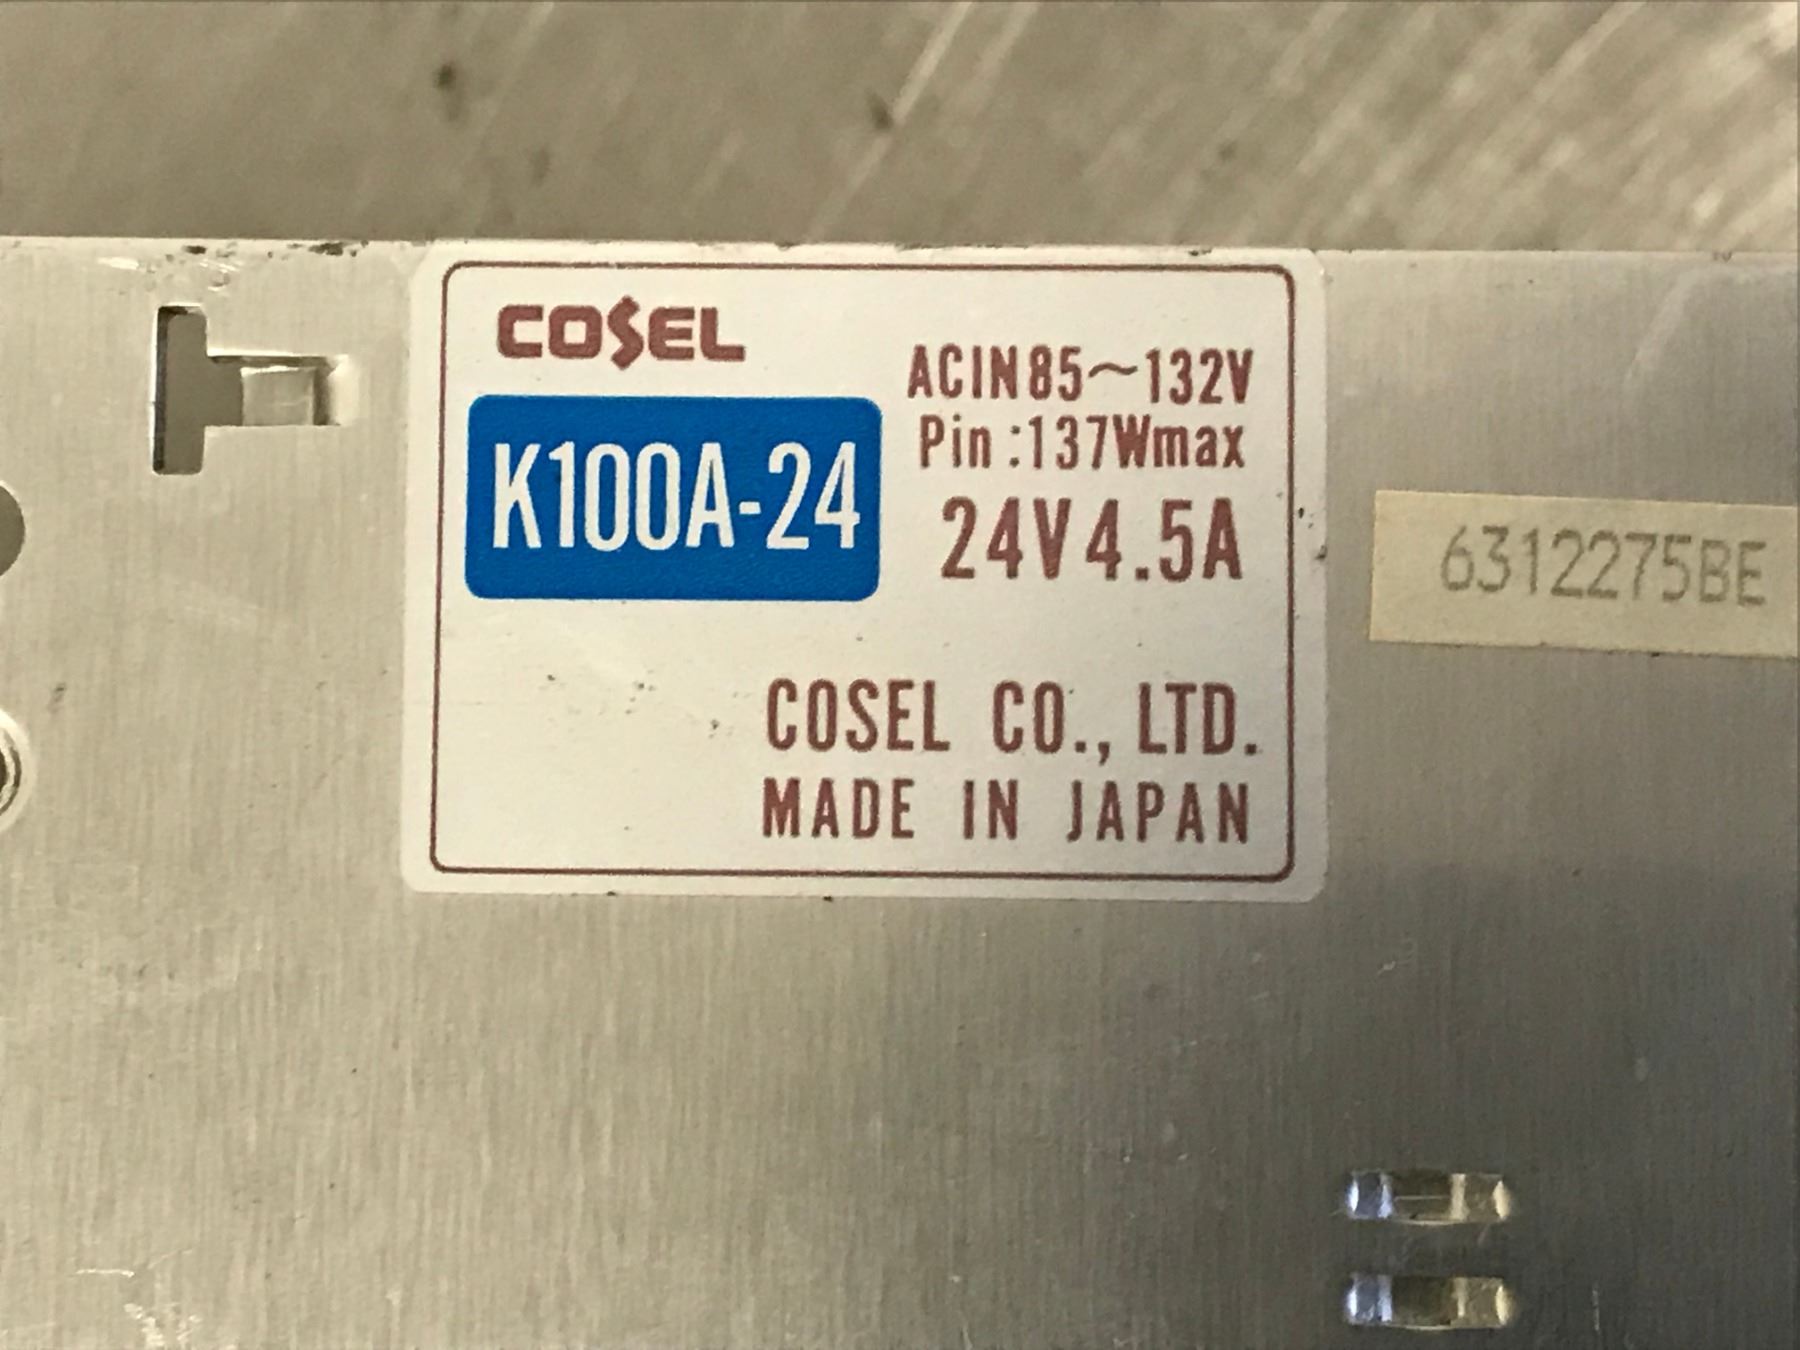 COSEL
K100A-24
ACIN85～132V
Pin:137Wmax
24V4.5A
COSEL CO., LTD.
MADE IN JAPAN
6312275BE